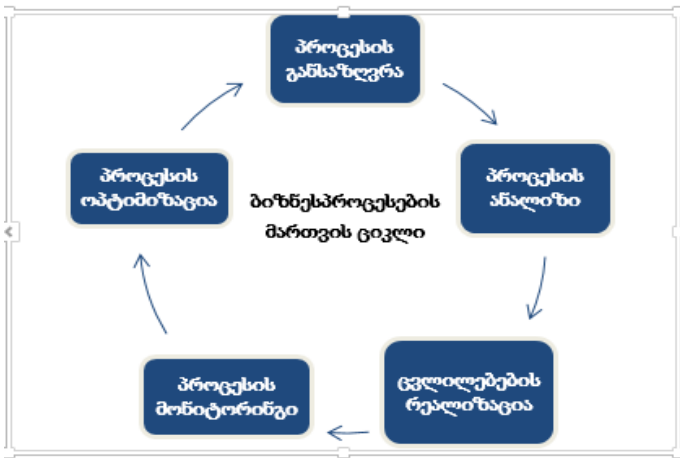 პროცესის
განსაზღვრა
პროცესის
ანალიზი
ცვლილებების
რეალიზაცია
პროცესის
მონიტორინგი
პროცესის
ოპტიმიზაცია
ბიზნესპროცესების
მართვის ციკლი